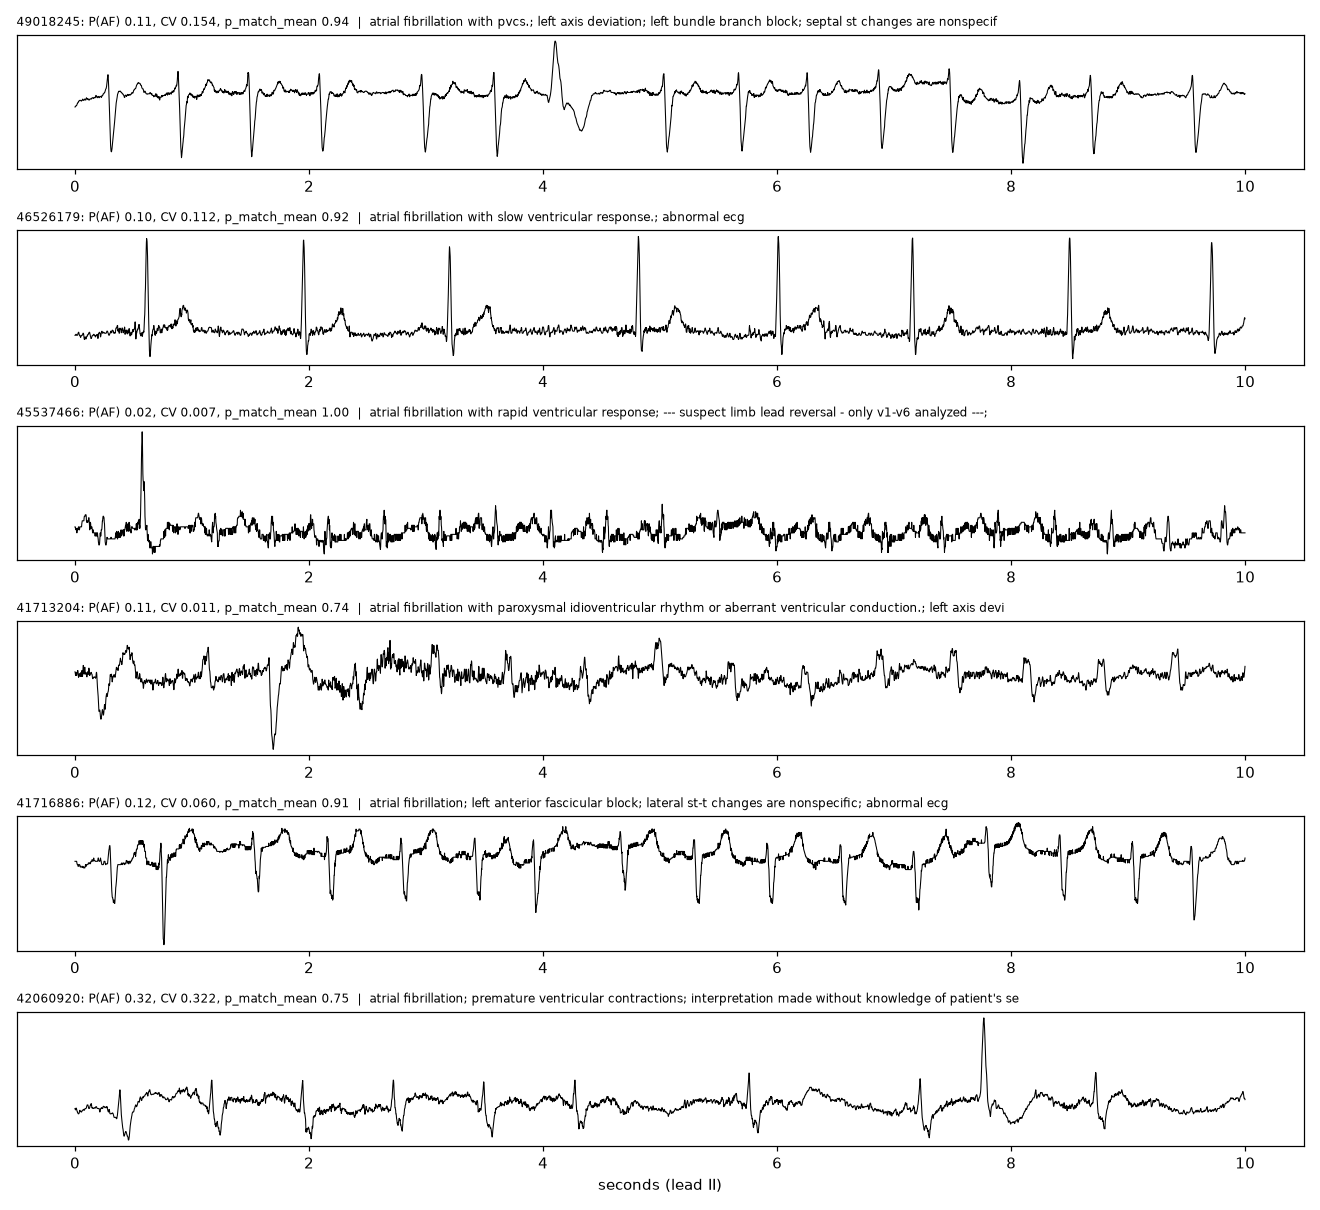 49018245: P(AF) 0.11, CV 0.154, p_match_mean 0.94 | atrial fibrillation with pvcs.; left axis deviation; left bundle branch block; septal st changes are nonspecif
0 2 4 6 8 10
46526179: P(AF) 0.10, CV 0.112, p_match_mean 0.92 | atrial fibrillation with slow ventricular response.; abnormal ecg
0 2 4 6 8 10
45537466: P(AF) 0.02, CV 0.007, p_match_mean 1.00 | atrial fibrillation with rapid ventricular response; --- suspect limb lead reversal - only v1-v6 analyzed ---;
0 2 4 6 8 10
41713204: P(AF) 0.11, CV 0.011, p_match_mean 0.74 | atrial fibrillation with paroxysmal idioventricular rhythm or aberrant ventricular conduction.; left axis devi
0 2 4 6 8 10
41716886: P(AF) 0.12, CV 0.060, p_match_mean 0.91 | atrial fibrillation; left anterior fascicular block; lateral st-t changes are nonspecific; abnormal ecg
0 2 4 6 8 10
42060920: P(AF) 0.32, CV 0.322, p_match_mean 0.75 | atrial fibrillation; premature ventricular contractions; interpretation made without knowledge of patient's se
0 2 4 6 8 10
seconds (lead II)